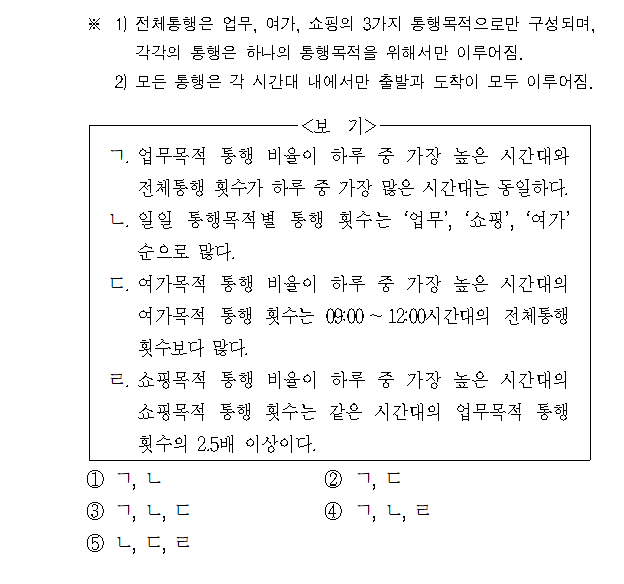 ※ 1) 전체통행은 업무, 여가, 쇼핑의 3가지 통행목적으로만 구성되며,
각각의 통행은 하나의 통행목적을 위해서만 이루어짐.
2) 모든 통행은 각 시간대 내에서만 출발과 도착이 모두 이루어짐.
<보 기>
ㄱ. 업무목적 통행 비율이 하루 중 가장 높은 시간대와
전체통행 횟수가 하루 중 가장 많은 시간대는 동일하다.
ㄴ. 일일 통행목적별 통행 횟수는 '업무', '쇼핑', '여가'
순으로 많다.
ㄷ. 여가목적 통행 비율이 하루 중 가장 높은 시간대의
여가목적 통행 횟수는 09:00 ~ 12:00시간대의 전체통행
횟수보다 많다.
ㄹ. 쇼핑목적 통행 비율이 하루 중 가장 높은 시간대의
쇼핑목적 통행 횟수는 같은 시간대의 업무목적 통행
횟수의 2.5배 이상이다.
① ㄱ, ㄴ ② ㄱ, ㄷ
③ ㄱ, ㄴ, ㄷ ④ ㄱ, ㄴ, ㄹ
⑤ ㄴ, ㄷ, ㄹ